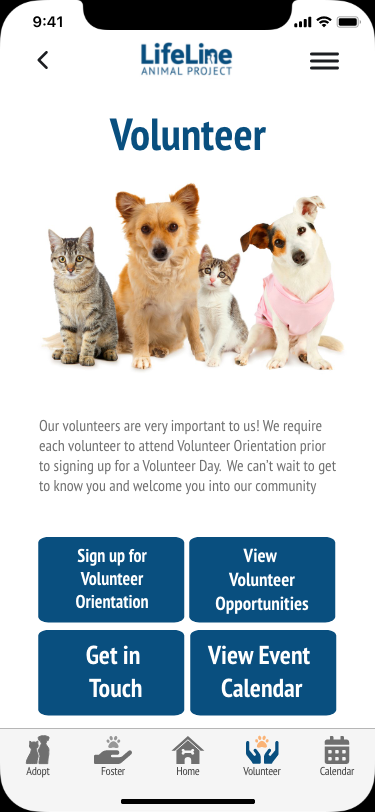 9:41
LifeLine
ANIMAL PROJECT
Volunteer
Our volunteers are very important to us! We require
each volunteer to attend Volunteer Orientation prior
to signing up for a Volunteer Day.  We can't wait to get
to know you and welcome you into our community
Sign up for
Volunteer
Orientation
View
Volunteer
Opportunities
Get in
Touch
View Event
Calendar
Adopt
Foster
Home
Volunteer
Calendar